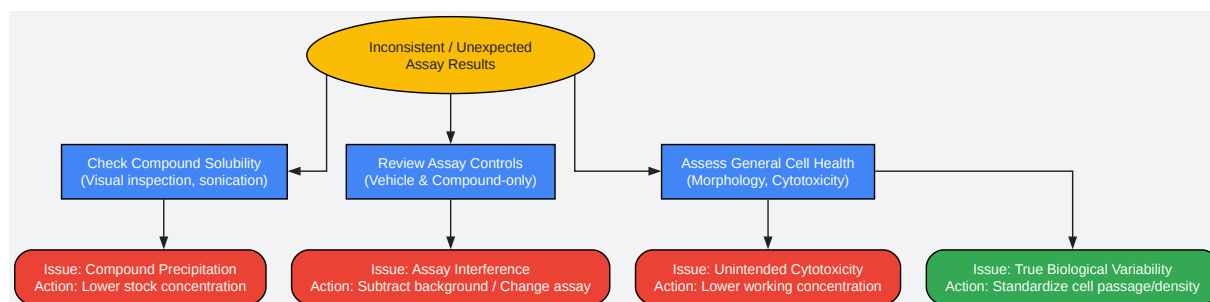 Inconsistent / Unexpected
Assay Results
Check Compound Solubility
(Visual inspection, sonication)
Review Assay Controls
(Vehicle & Compound-only)
Assess General Cell Health
(Morphology, Cytotoxicity)
Issue: Compound Precipitation
Action: Lower stock concentration
Issue: Assay Interference
Action: Subtract background / Change assay
Issue: Unintended Cytotoxicity
Action: Lower working concentration
Issue: True Biological Variability
Action: Standardize cell passage/density